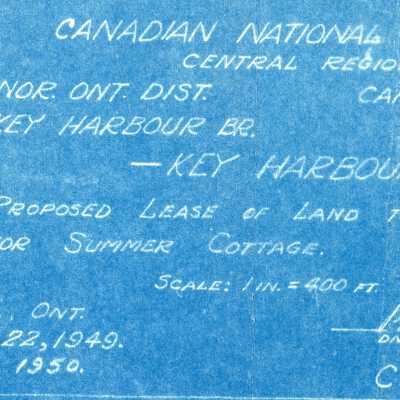 CANADIAN NATIONAL
CENTRAL REGIO
NOR. ONT. DIST. CAN
KEY HARBOUR BR.
— KEY HARBOU
PROPOSED LEASE OF LAND T
OR SUMMER COTTAGE.
SCALE: 1 IN. = 400 FT.
., ONT.
22, 1949.
1950.
C